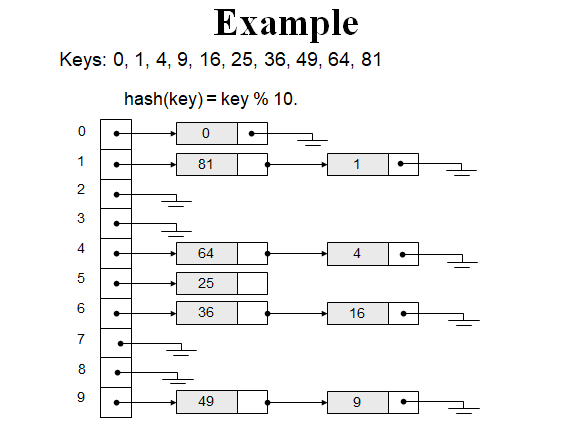 Example
Keys: 0, 1, 4, 9, 16, 25, 36, 49, 64, 81
hash(key) = key % 10.
0 0
1 81 1
2
3
4 64 4
5 25
6 36 16
7
8
9 49 9